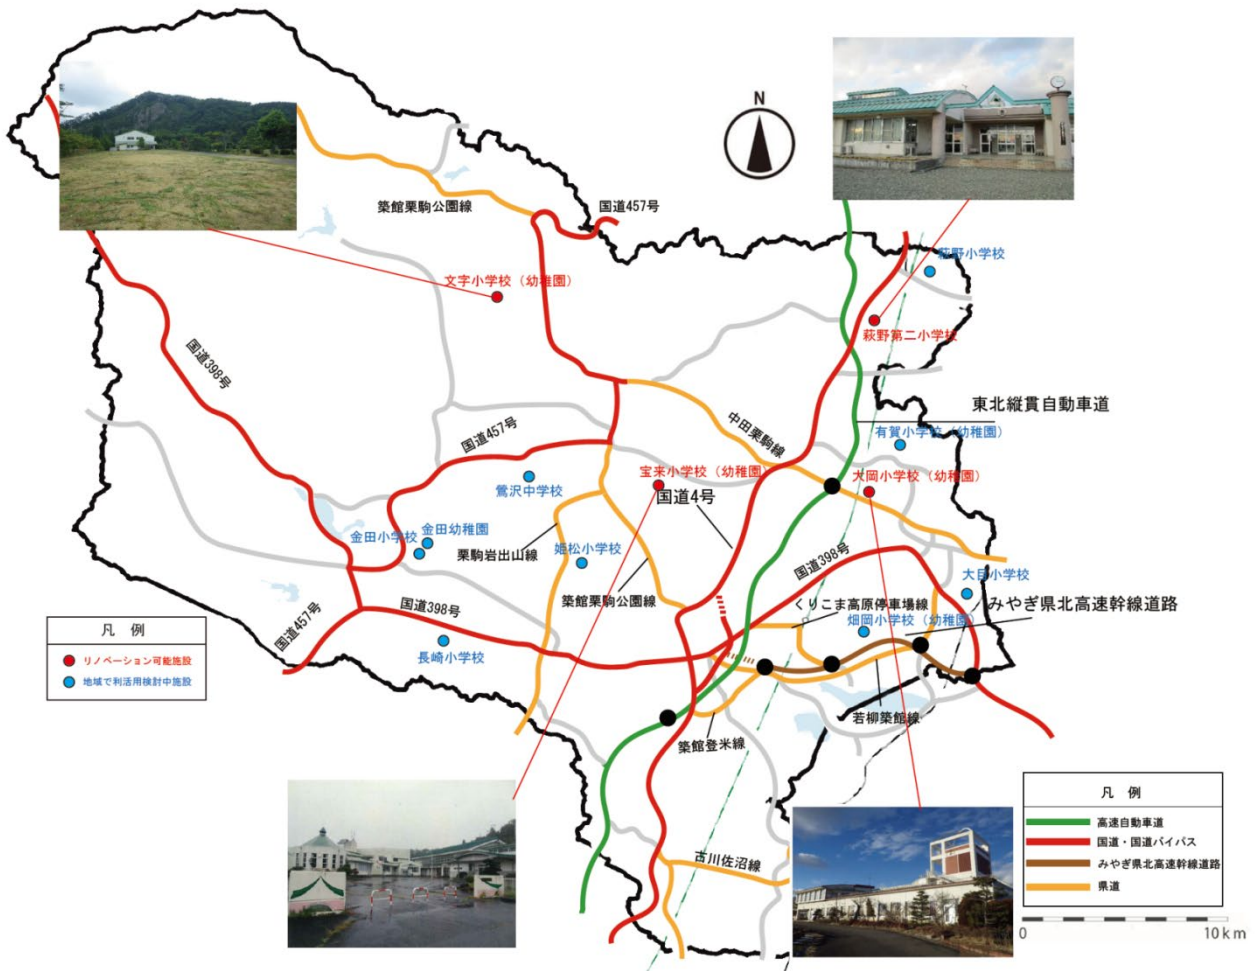 N
国道457号
築館栗駒公園線
萩野小学校
文字小学校（幼稚園）
萩野第二小学校
国道398号
東北縦貫自動車道
中田栗駒線
有賀小学校（幼稚園）
国道457号
宝来小学校（幼稚園）
大岡小学校（幼稚園）
鶯沢中学校
国道4号
金田幼稚園
金田小学校
栗駒岩出山線
姫松小学校
国道398号
大目小学校
築館栗駒公園線
くりこま高原停車場線
みやぎ県北高速幹線道路
国道398号
畑岡小学校（幼稚園）
国道457号
長崎小学校
凡 例
リノベーション可能施設
地域で利活用検討中施設
若柳築館線
築館登米線
古川佐沼線
凡 例
高速自動車道
国道・国道バイパス
みやぎ県北高速幹線道路
県道
0 10km